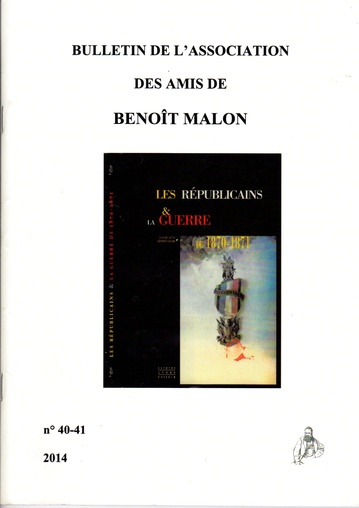 BULLETIN DE L'ASSOCIATION
DES AMIS DE
BENOÎT MALON
LES RÉPUBLICAINS & LA GUERRE DE 1870-1871
LES RÉPUBLICAINS
&
LA GUERRE
DE 1870-1871
n° 40-41
2014